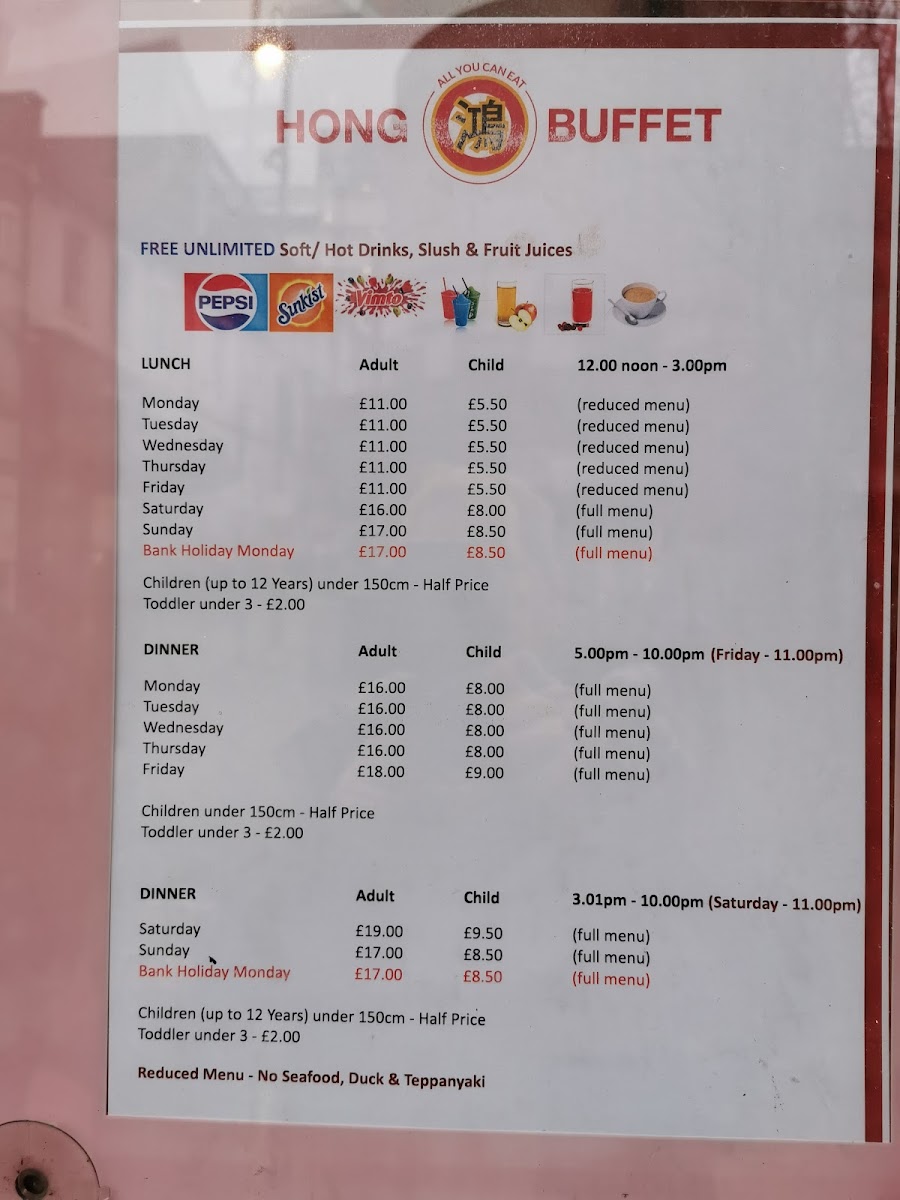 ALL YOU CAN EAT
HONG 鴻 BUFFET
FREE UNLIMITED Soft/ Hot Drinks, Slush & Fruit Juices
PEPSI Sunkist Vimto
LUNCH Adult Child 12.00 noon - 3.00pm
Monday £11.00 £5.50 (reduced menu)
Tuesday £11.00 £5.50 (reduced menu)
Wednesday £11.00 £5.50 (reduced menu)
Thursday £11.00 £5.50 (reduced menu)
Friday £11.00 £5.50 (reduced menu)
Saturday £16.00 £8.00 (full menu)
Sunday £17.00 £8.50 (full menu)
Bank Holiday Monday £17.00 £8.50 (full menu)
Children (up to 12 Years) under 150cm - Half Price
Toddler under 3 - £2.00
DINNER Adult Child 5.00pm - 10.00pm (Friday - 11.00pm)
Monday £16.00 £8.00 (full menu)
Tuesday £16.00 £8.00 (full menu)
Wednesday £16.00 £8.00 (full menu)
Thursday £16.00 £8.00 (full menu)
Friday £18.00 £9.00 (full menu)
Children under 150cm - Half Price
Toddler under 3 - £2.00
DINNER Adult Child 3.01pm - 10.00pm (Saturday - 11.00pm)
Saturday £19.00 £9.50 (full menu)
Sunday £17.00 £8.50 (full menu)
Bank Holiday Monday £17.00 £8.50 (full menu)
Children (up to 12 Years) under 150cm - Half Price
Toddler under 3 - £2.00
Reduced Menu - No Seafood, Duck & Teppanyaki